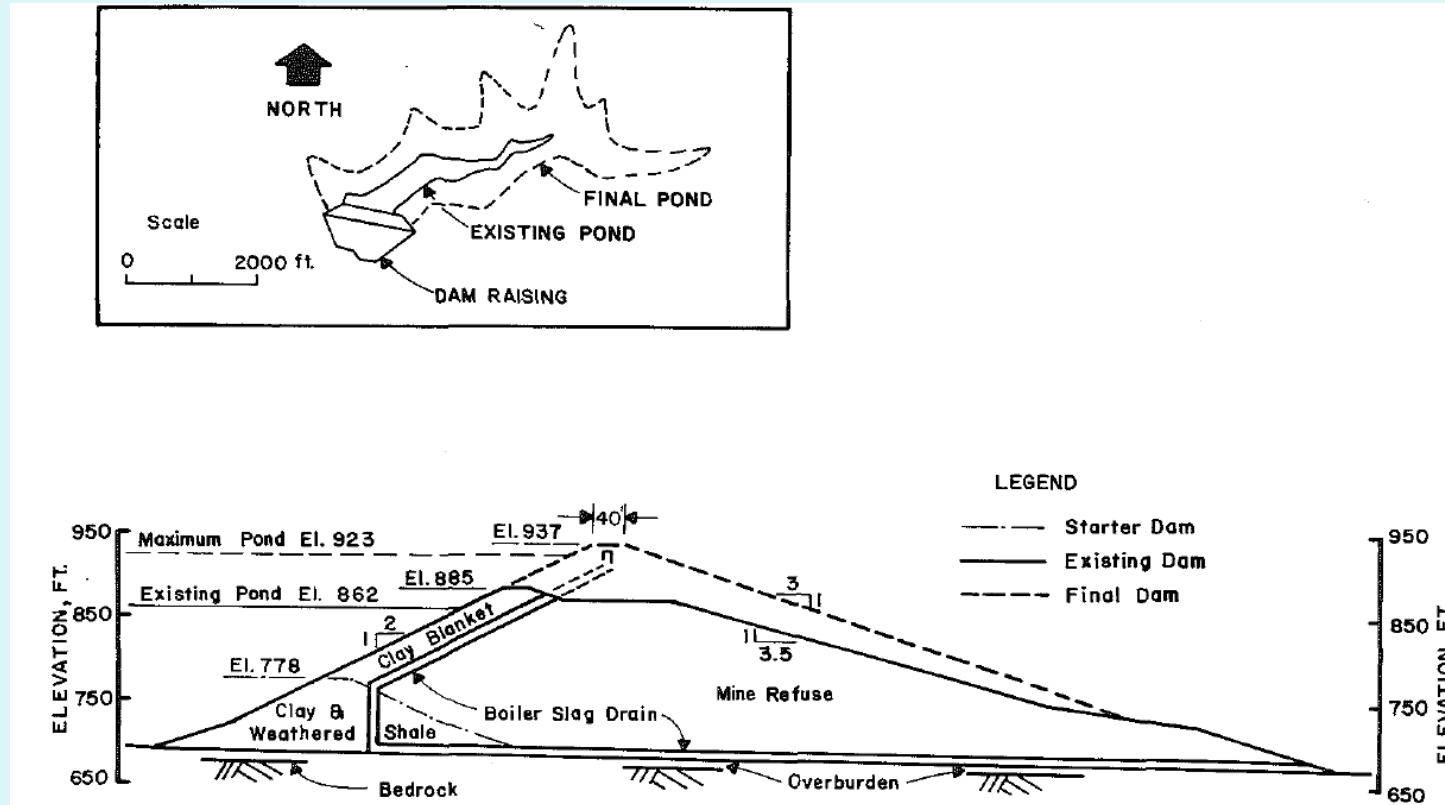 NORTH
Scale
0 2000 ft.
FINAL POND
EXISTING POND
DAM RAISING
LEGEND
Starter Dam
Existing Dam
Final Dam
ELEVATION, FT.
950
850
750
650
Maximum Pond El. 923
Existing Pond El. 862
El. 937
40'
El. 885
El. 778
1
2
Clay Blanket
3
1
1
3.5
Mine Refuse
Clay &
Weathered Shale
Boiler Slag Drain
Bedrock
Overburden
950
850
750
650
ELEVATION FT